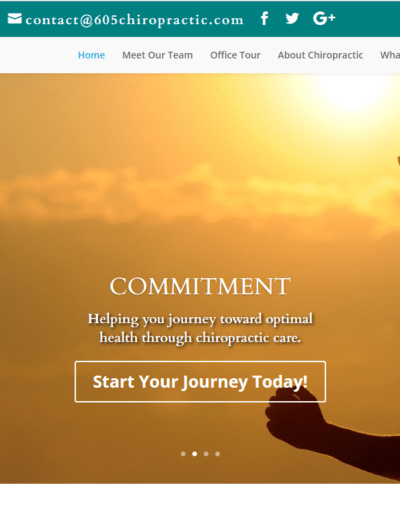 contact@605chiropractic.com
Home Meet Our Team Office Tour About Chiropractic Wha
COMMITMENT
Helping you journey toward optimal
health through chiropractic care.
Start Your Journey Today!